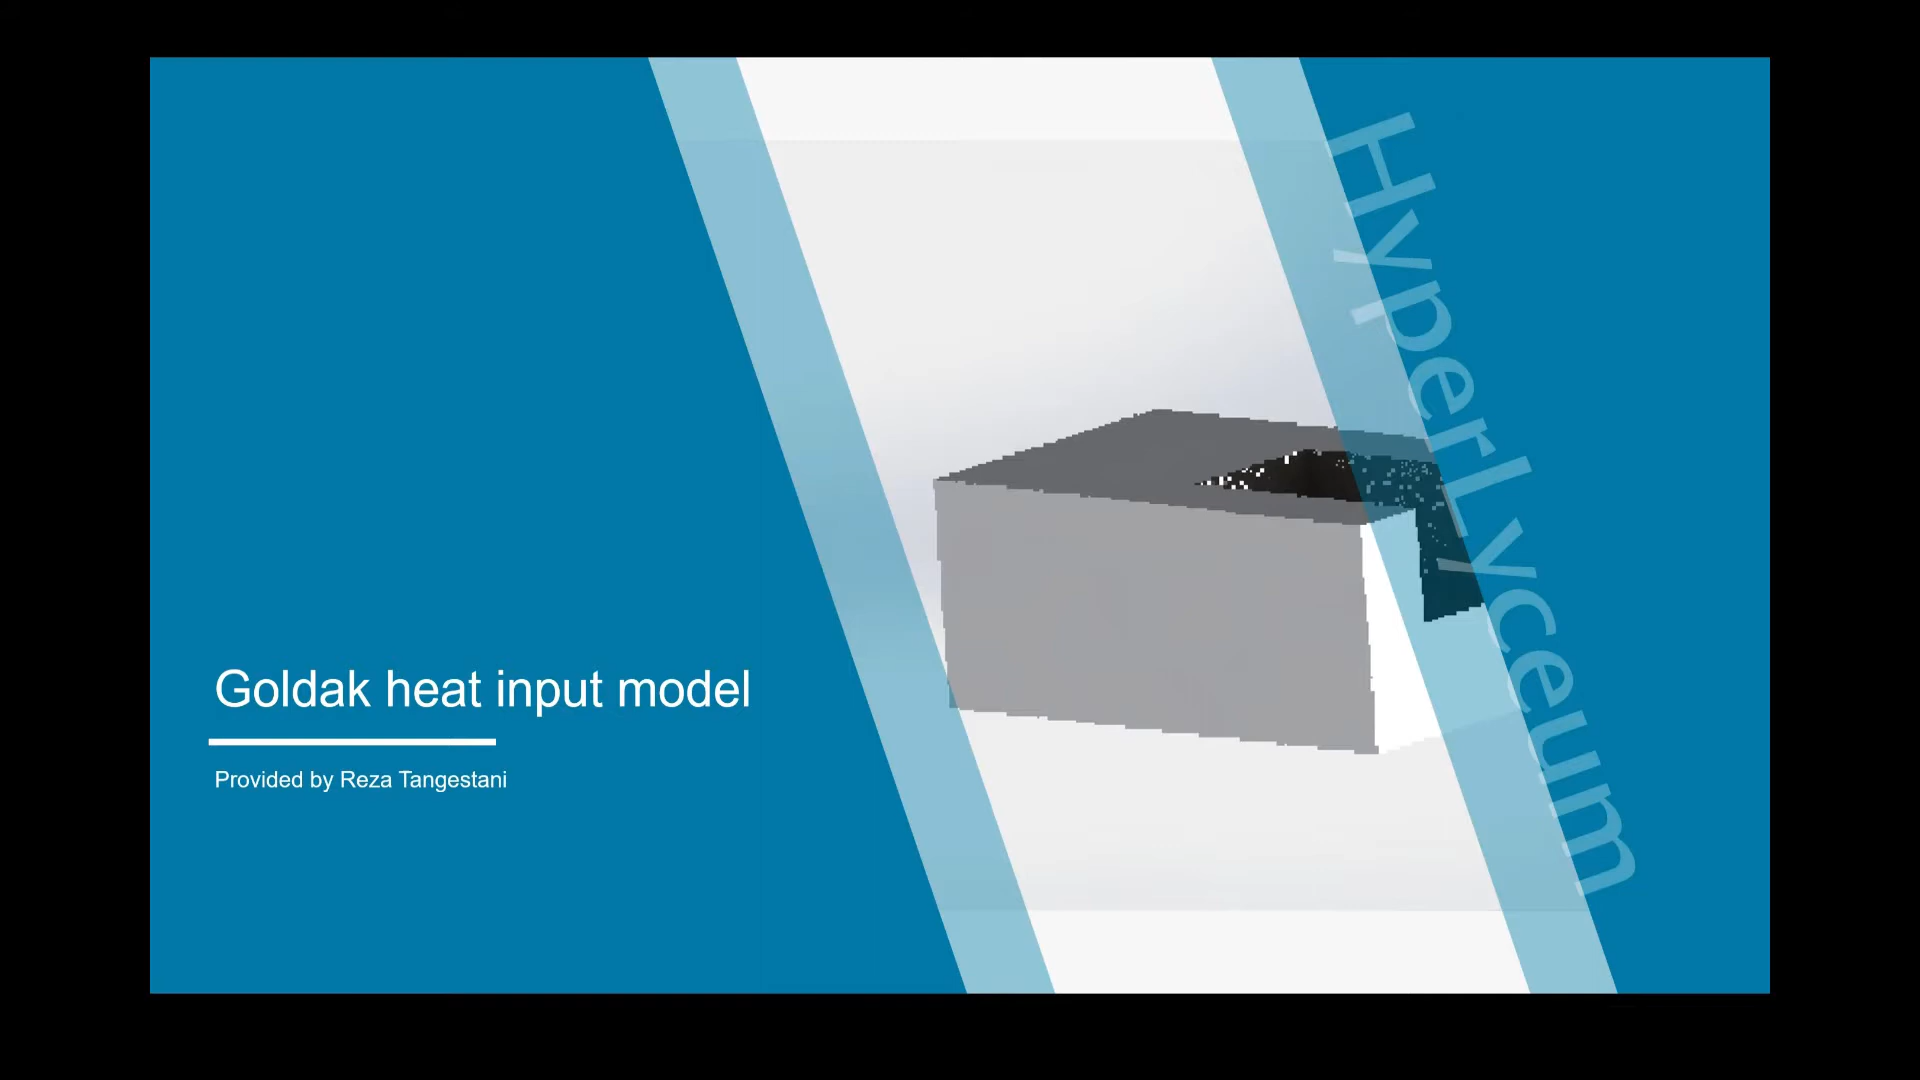 Goldak heat input model
Provided by Reza Tangestani
HyperLyceum